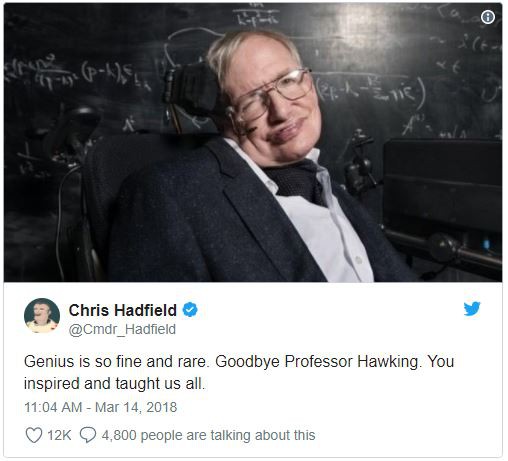 Chris Hadfield
@Cmdr_Hadfield
Genius is so fine and rare. Goodbye Professor Hawking. You
inspired and taught us all.
11:04 AM - Mar 14, 2018
12K 4,800 people are talking about this